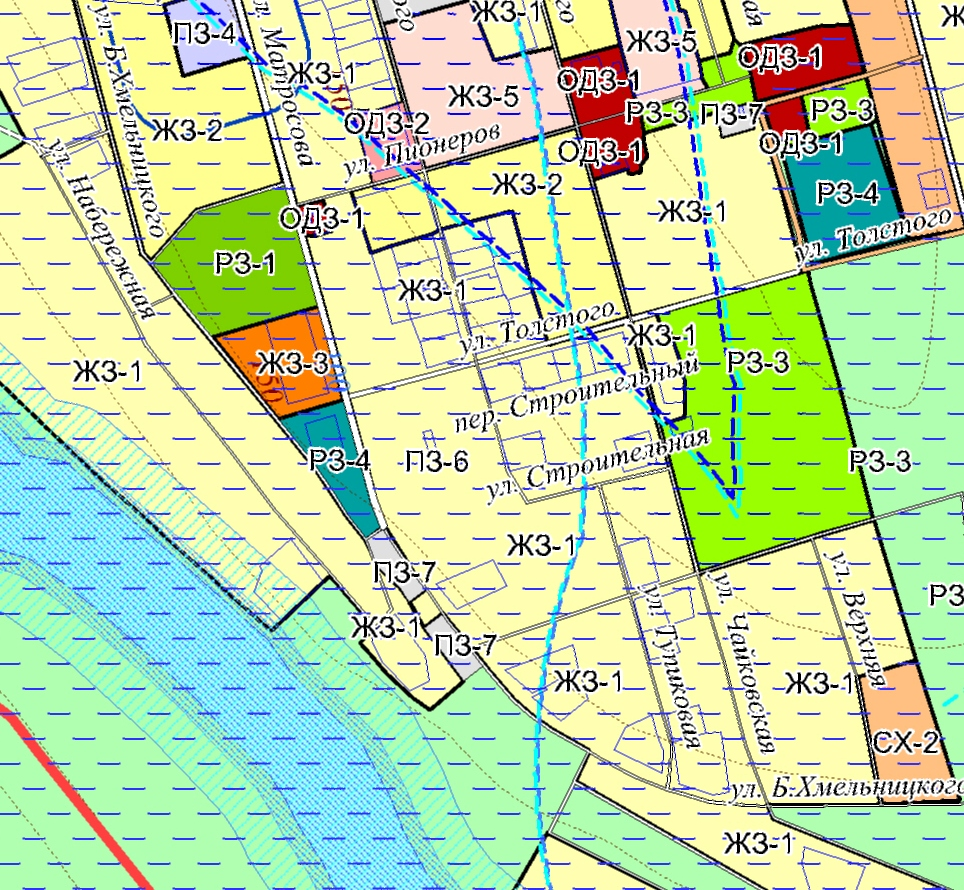 ПЗ-4
ул. Б.Хмельницкого
ЖЗ-2
ул. Набережная
Матросова
ЖЗ-1
ЖЗ-1
ЖЗ-5
ЖЗ-5
ОДЗ-1
ОДЗ-1
ОДЗ-2
ул. Пионеров
РЗ-3
ПЗ-7
РЗ-3
ОДЗ-1
ОДЗ-1
ЖЗ-2
РЗ-4
ОДЗ-1
ЖЗ-1
ул. Толстого
РЗ-1
ЖЗ-1
ул. Толстого
ЖЗ-1
РЗ-3
ЖЗ-1
ЖЗ-3
50
пер. Строительный
ул. Строительная
РЗ-4
ПЗ-6
РЗ-3
ЖЗ-1
ПЗ-7
ул. Тупиковая
ул. Чайковская
ул. Верхняя
РЗ
ЖЗ-1
ПЗ-7
ЖЗ-1
ЖЗ-1
СХ-2
ул. Б.Хмельницкого
ЖЗ-1